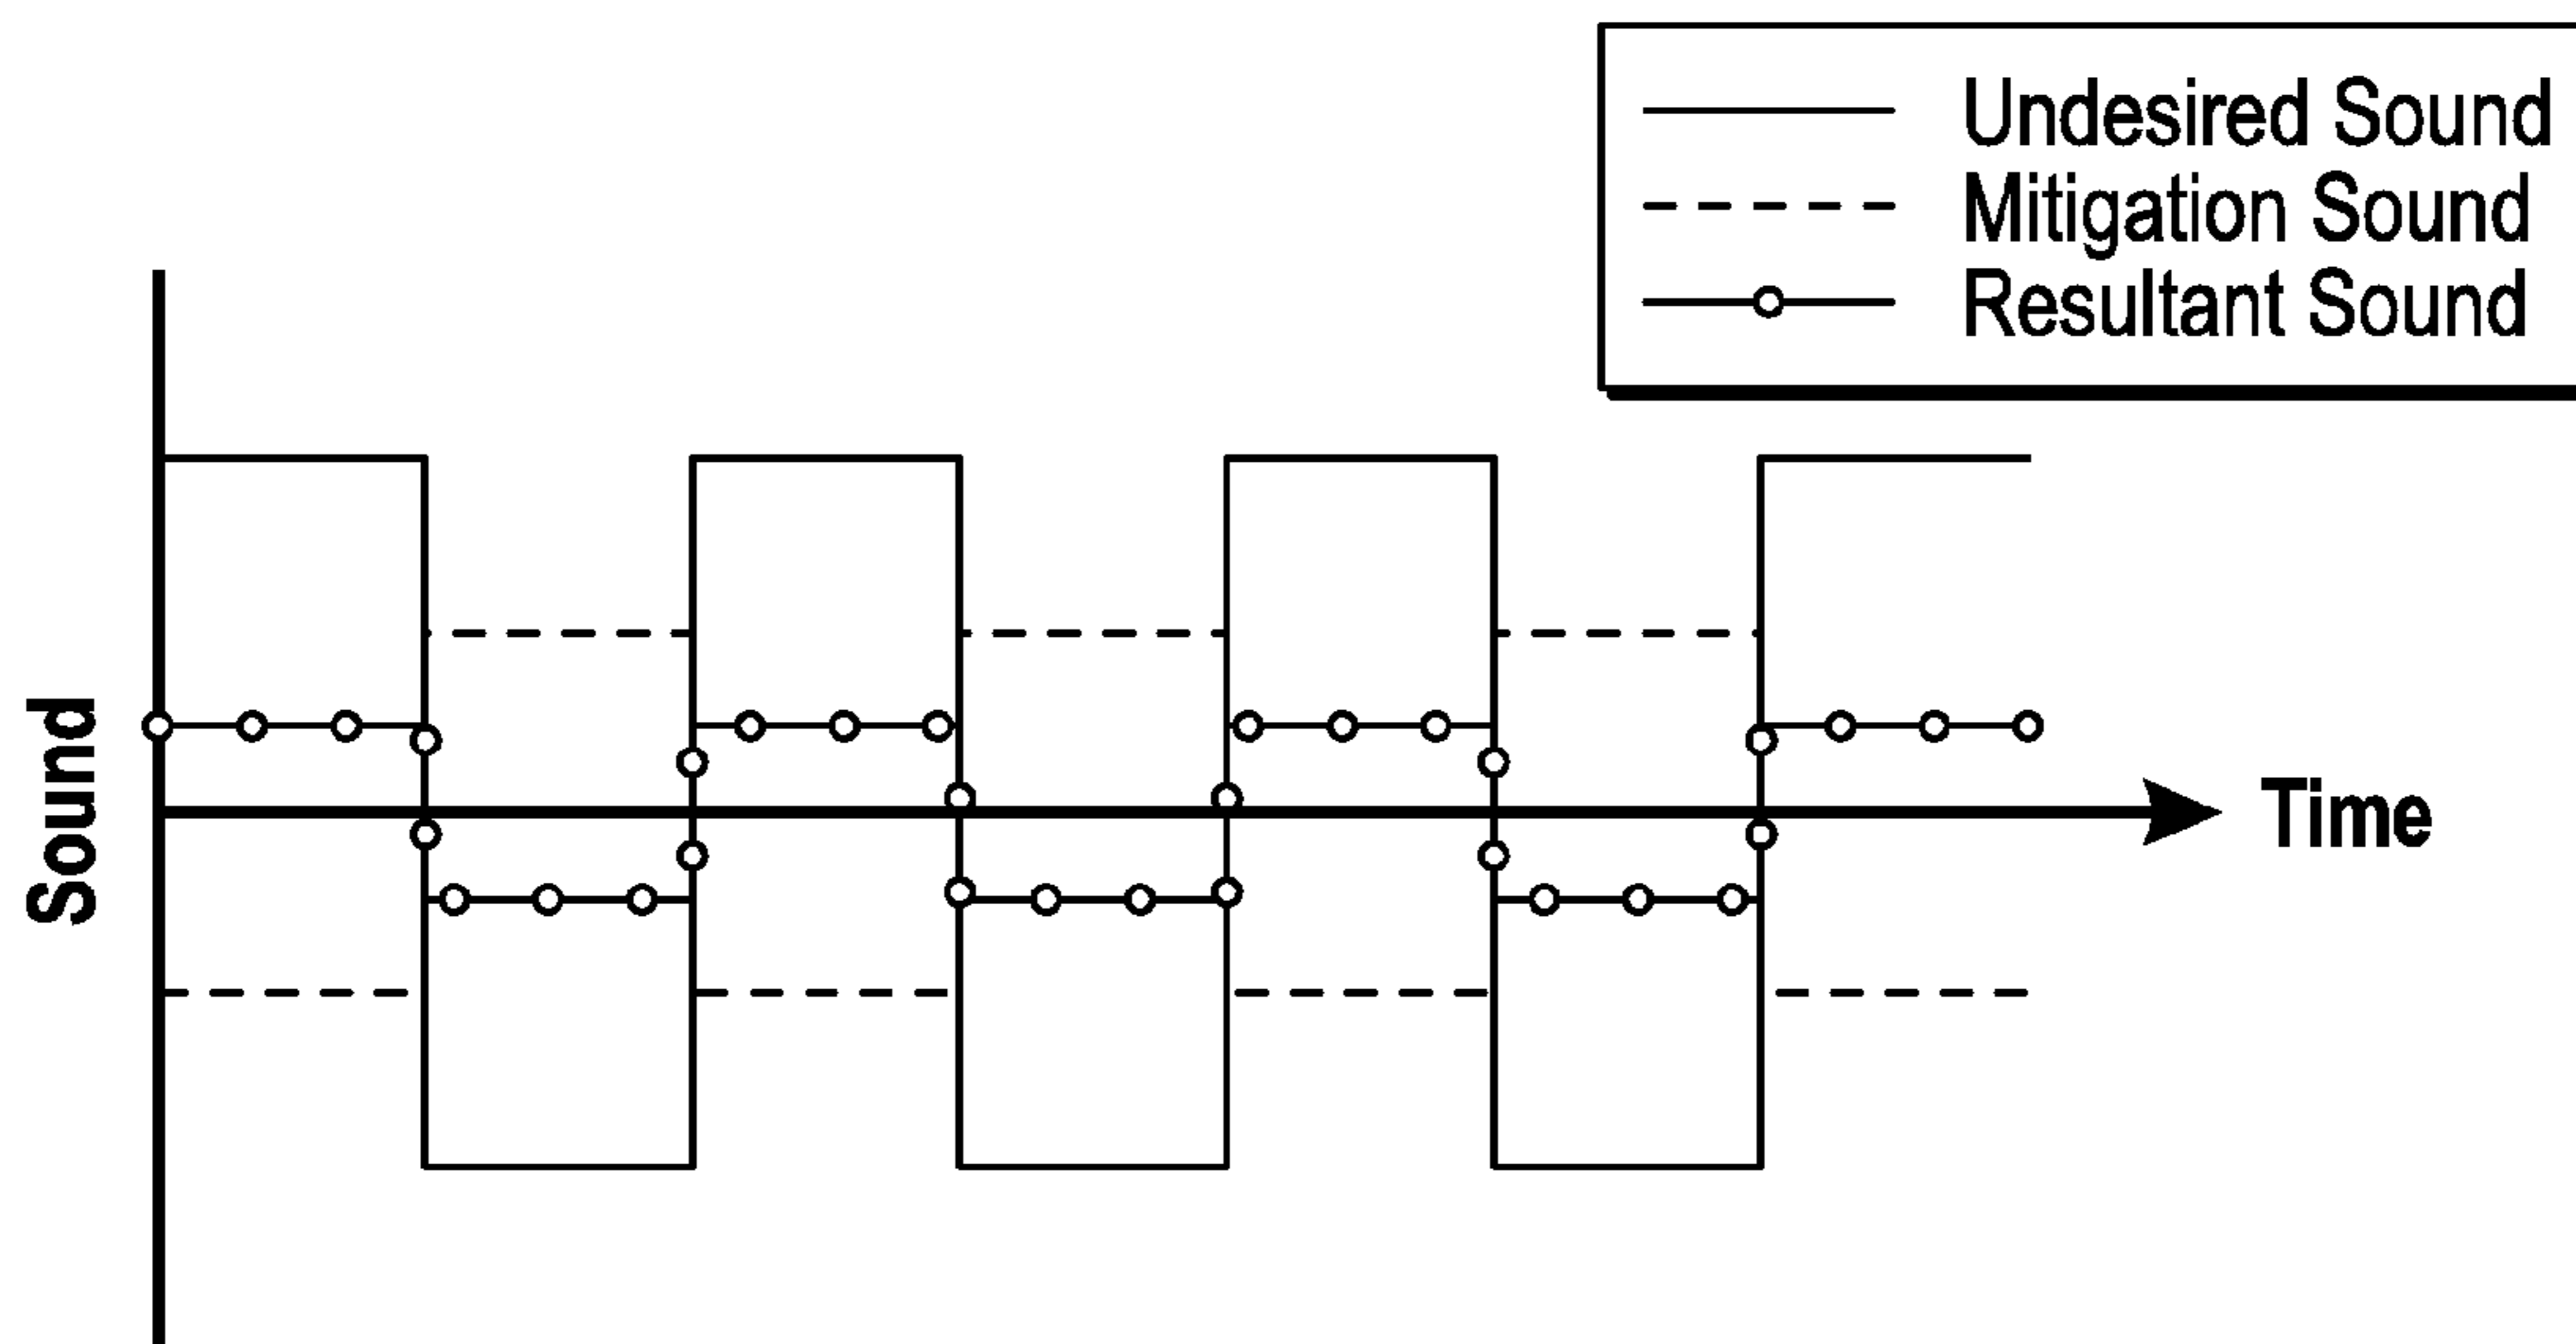 Undesired Sound
Mitigation Sound
Resultant Sound
Sound
Time